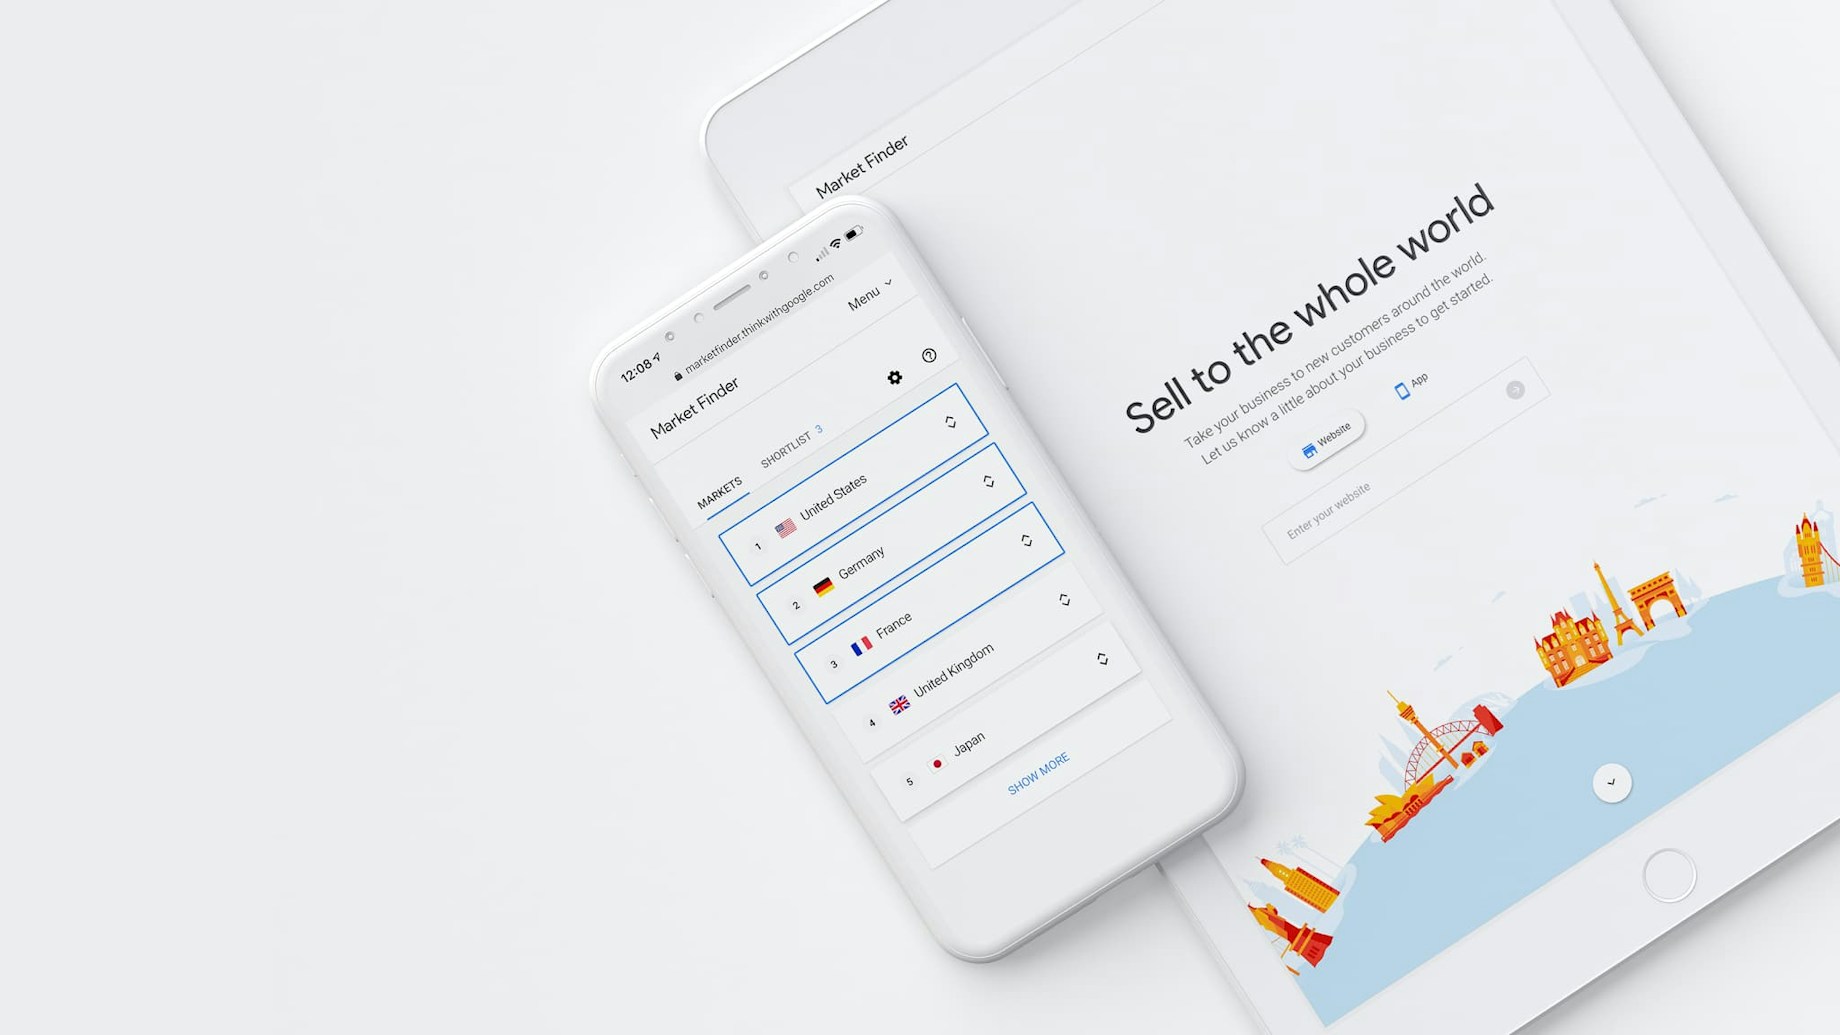 12:08
marketfinder.thinkwithgoogle.com
Market Finder
Menu
MARKETS
SHORTLIST 3
1 United States
2 Germany
3 France
4 United Kingdom
5 Japan
SHOW MORE
Market Finder
Sell to the whole world
Take your business to new customers around the world.
Let us know a little about your business to get started.
Website
App
Enter your website